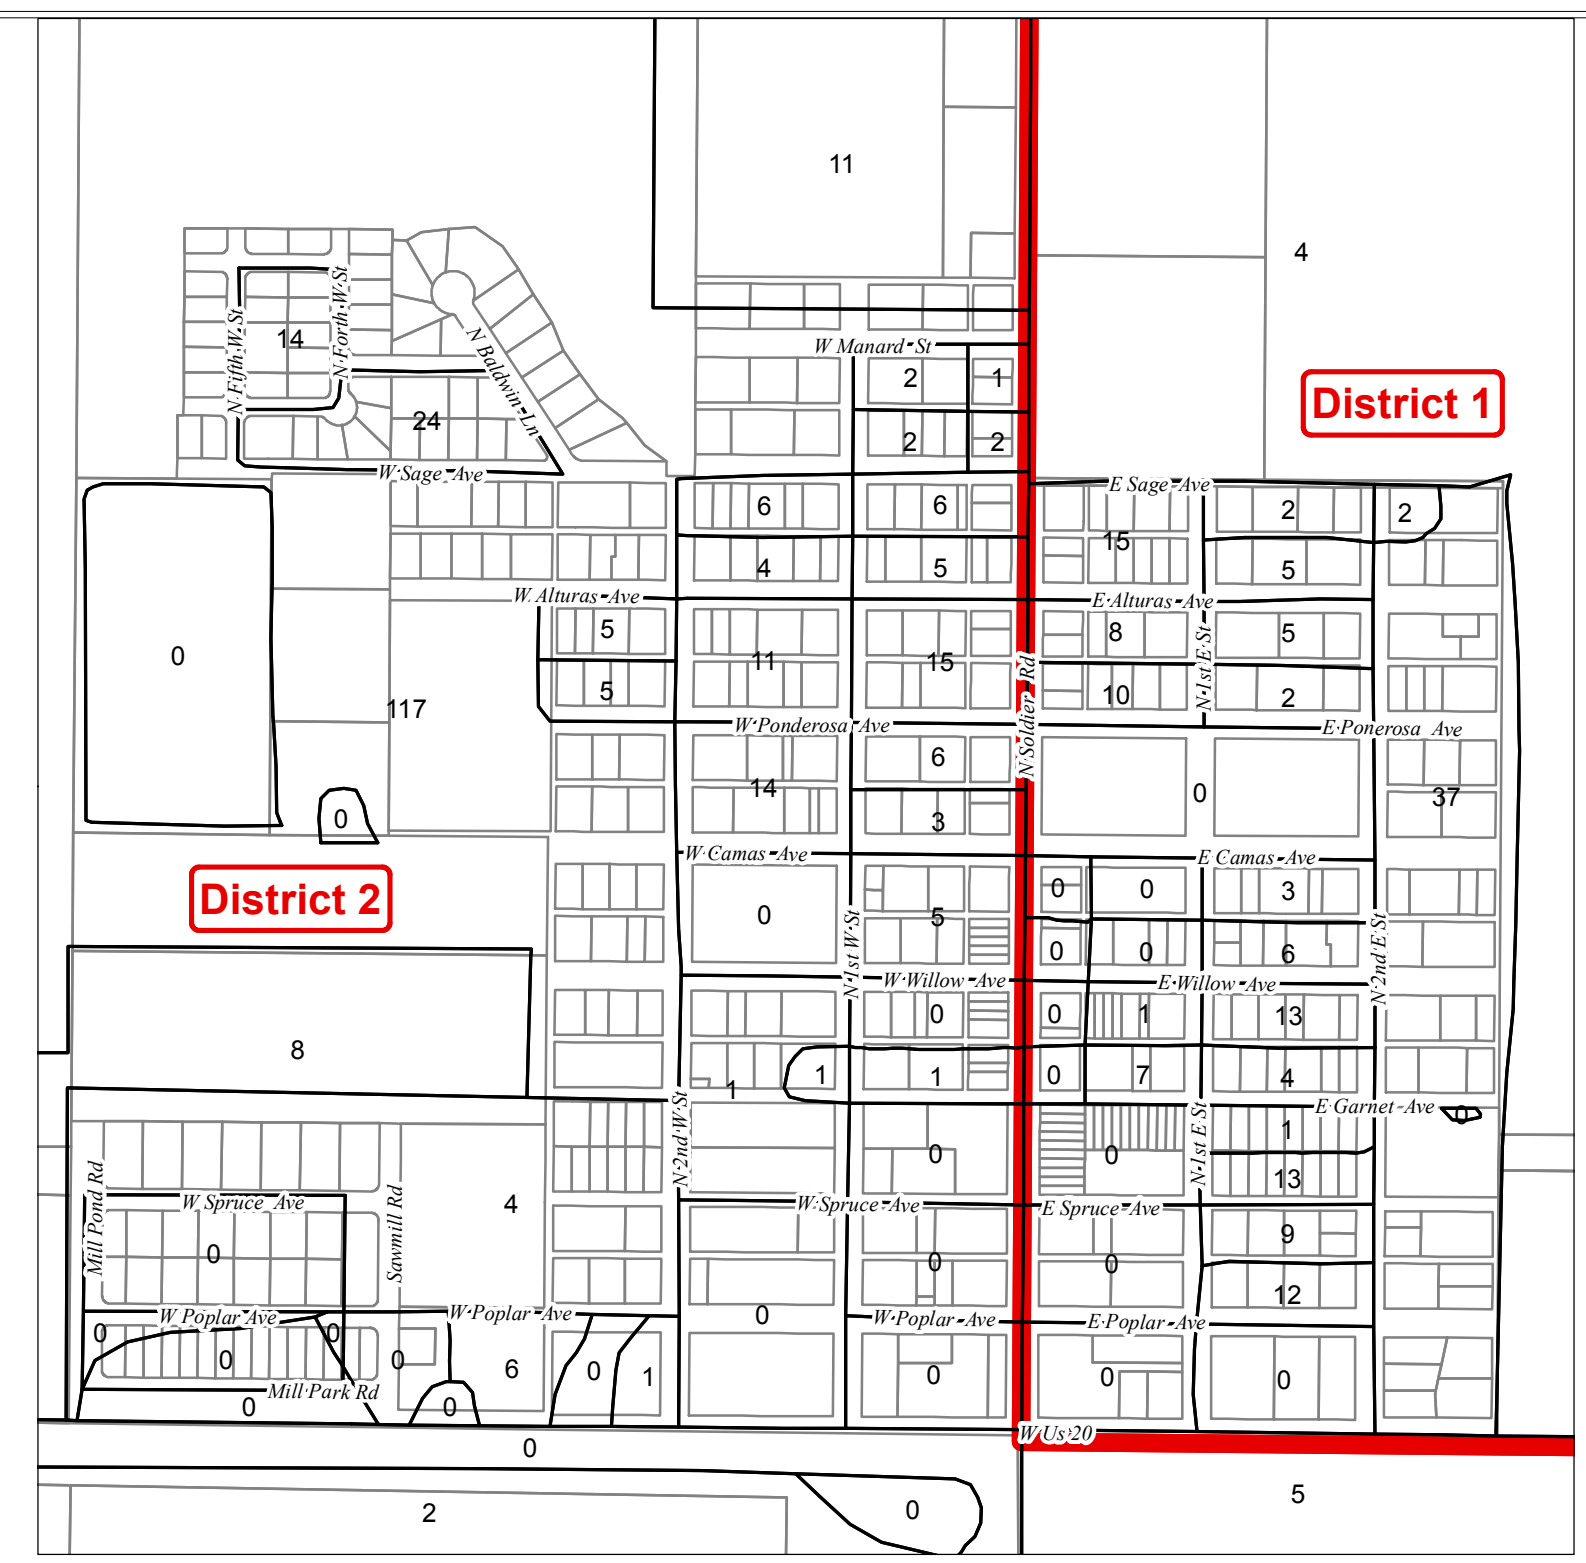 11
4
N Fifth W St
14
N Forth W St
N Baldwin Ln
24
W Sage Ave
W Manard St
2
1
2
2
District 1
E Sage Ave
6
6
15
2
2
4
5
5
W Alturas Ave
E Alturas Ave
0
5
11
15
8
N 1st E St
5
117
5
N Soldier Rd
10
2
W Ponderosa Ave
E Ponerosa Ave
6
14
0
37
0
3
W Camas Ave
E Camas Ave
District 2
0
5
0
0
3
N 1st W St
0
0
6
N 2nd E St
W Willow Ave
E Willow Ave
8
0
0
1
13
1
1
1
0
7
4
N 2nd W St
E Garnet Ave
0
0
0
1
N 1st E St
13
Mill Pond Rd
W Spruce Ave
Sawmill Rd
4
W Spruce Ave
E Spruce Ave
0
0
0
9
12
W Poplar Ave
W Poplar Ave
0
W Poplar Ave
E Poplar Ave
0
0
0
0
6
0
1
0
0
0
Mill Park Rd
0
0
W Us 20
0
2
0
5